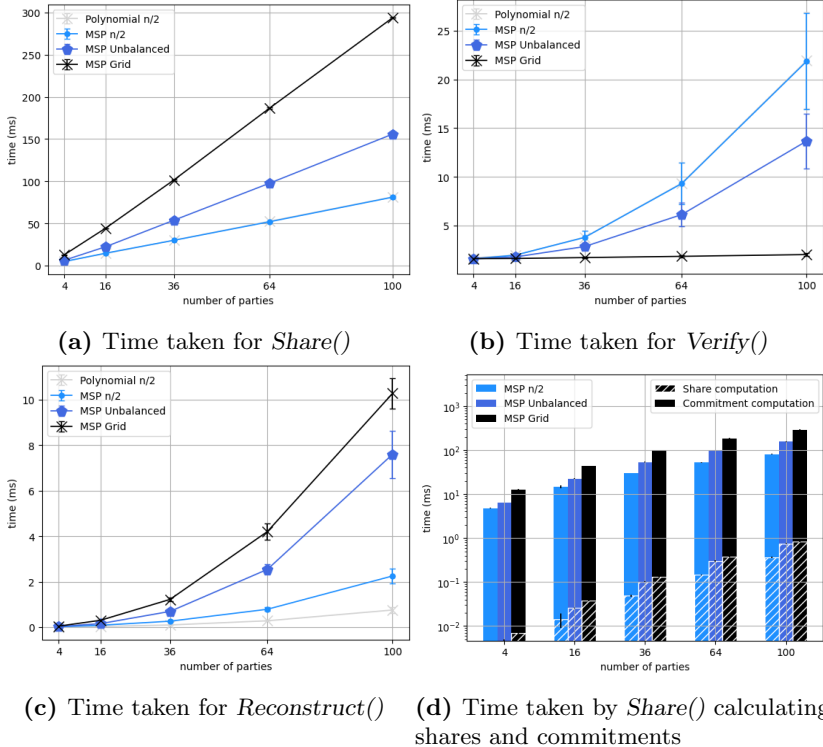 300
250
200
150
100
50
0
time (ms)
Polynomial n/2
MSP n/2
MSP Unbalanced
MSP Grid
4 16 36 64 100
number of parties
(a) Time taken for Share()
25
20
15
10
5
time (ms)
Polynomial n/2
MSP n/2
MSP Unbalanced
MSP Grid
4 16 36 64 100
number of parties
(b) Time taken for Verify()
10
8
6
4
2
0
time (ms)
Polynomial n/2
MSP n/2
MSP Unbalanced
MSP Grid
4 16 36 64 100
number of parties
(c) Time taken for Reconstruct()
10³
10²
10¹
10⁰
10⁻¹
10⁻²
time (ms)
MSP n/2
MSP Unbalanced
MSP Grid
Share computation
Commitment computation
4 16 36 64 100
number of parties
(d) Time taken by Share() calculating
shares and commitments